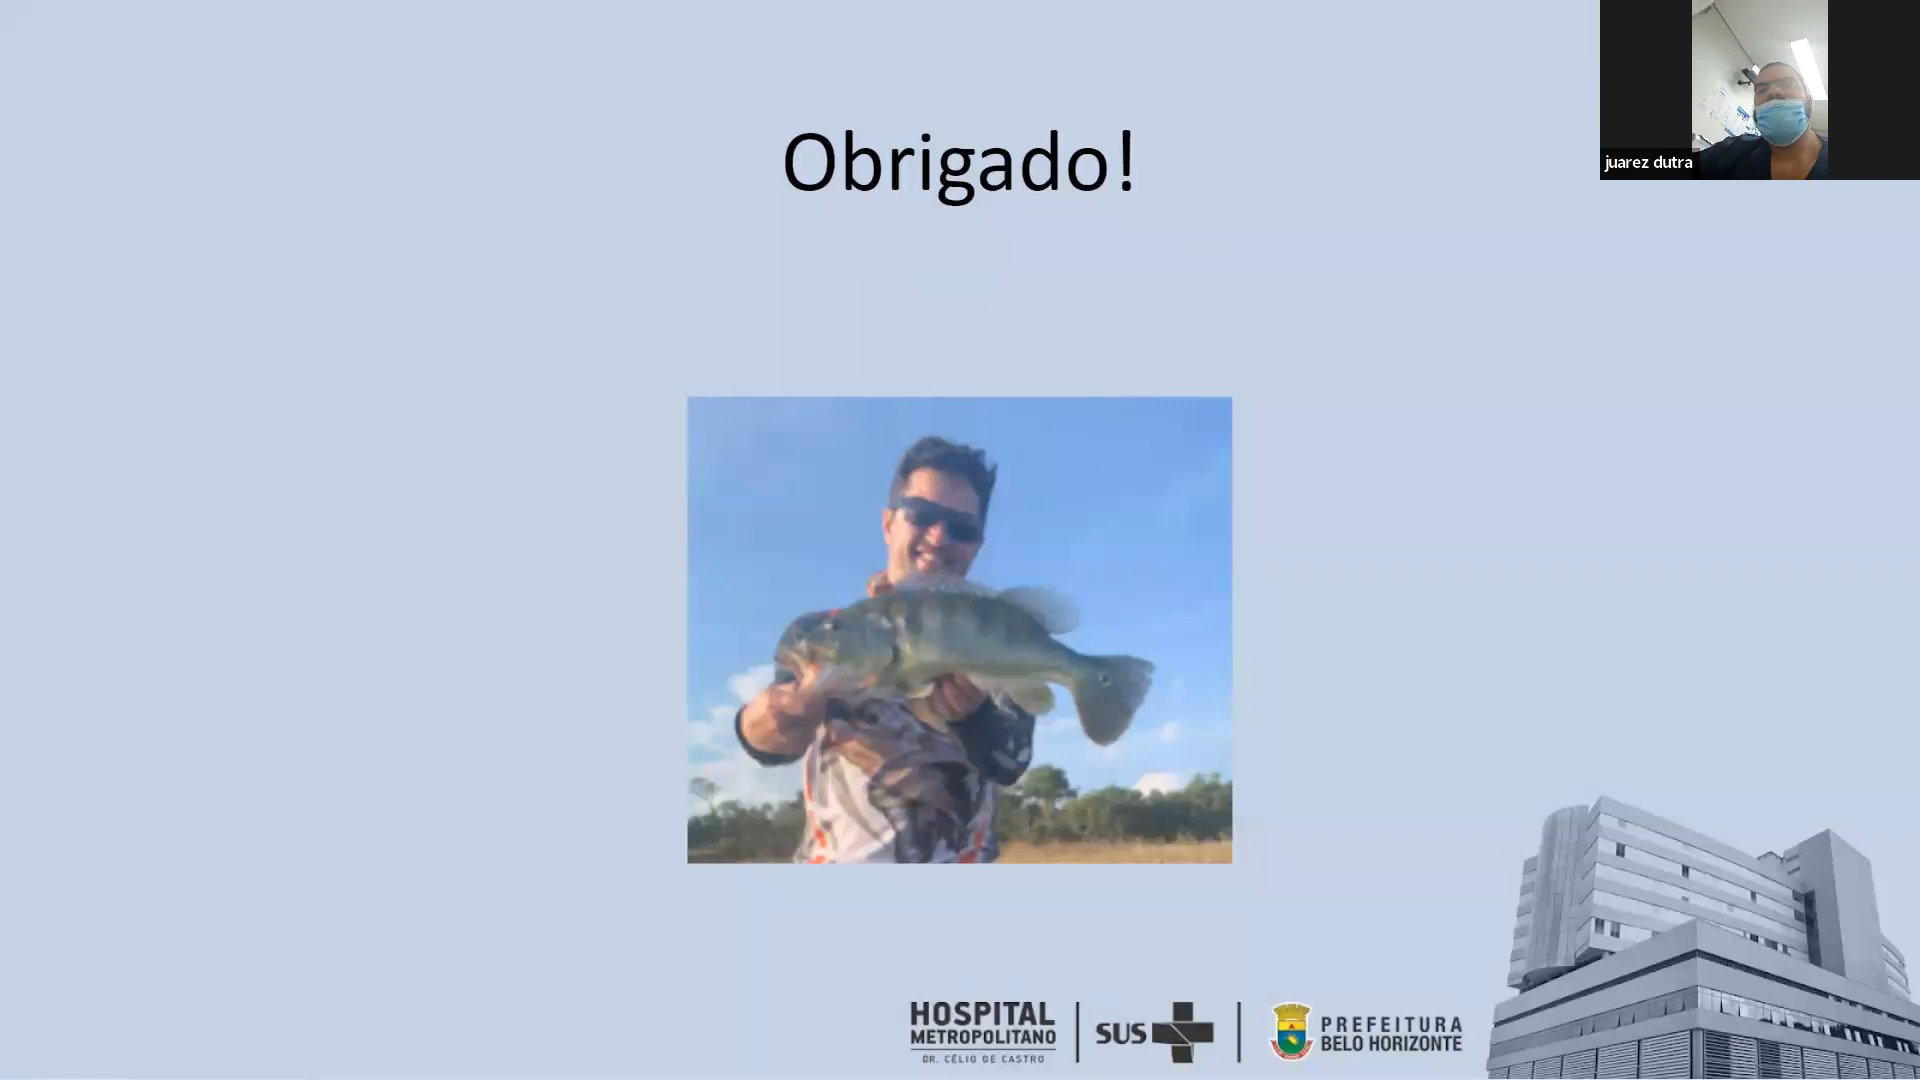 Obrigado!
juarez dutra
HOSPITAL
METROPOLITANO
DR. CÉLIO DE CASTRO
SUS
PREFEITURA
BELO HORIZONTE